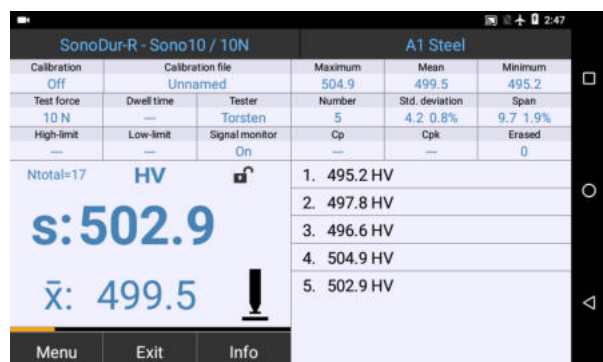 2:47
SonoDur-R - Sono10 / 10N A1 Steel
Calibration Calibration file Maximum Mean Minimum
Off Unnamed 504.9 499.5 495.2
Test force Dwell time Tester Number Std. deviation Span
10 N --- Torsten 5 4.2 0.8% 9.7 1.9%
High-limit Low-limit Signal monitor Cp Cpk Erased
--- --- On --- --- 0
Ntotal=17 HV
s:502.9
x̄: 499.5
1. 495.2 HV
2. 497.8 HV
3. 496.6 HV
4. 504.9 HV
5. 502.9 HV
Menu Exit Info